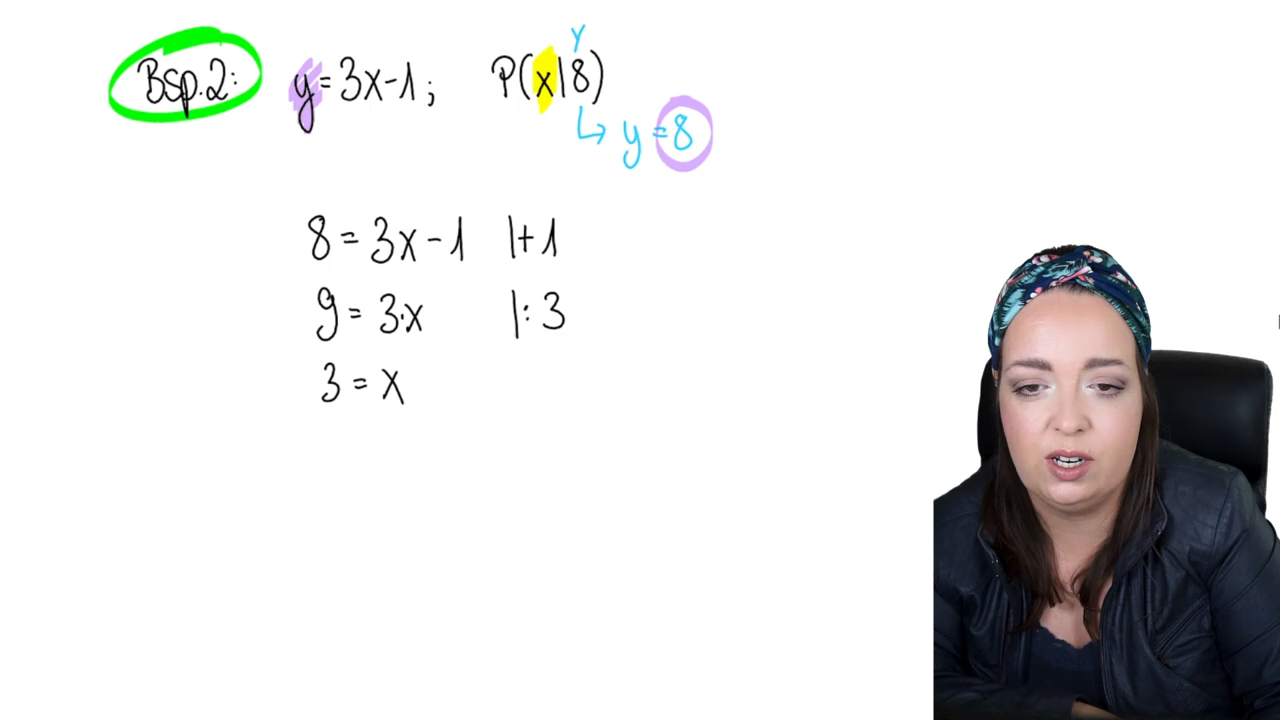 Bsp. 2: y = 3x - 1 ; P( x | 8 )
y
↳ y = 8
8 = 3x - 1 | + 1
9 = 3·x | : 3
3 = x